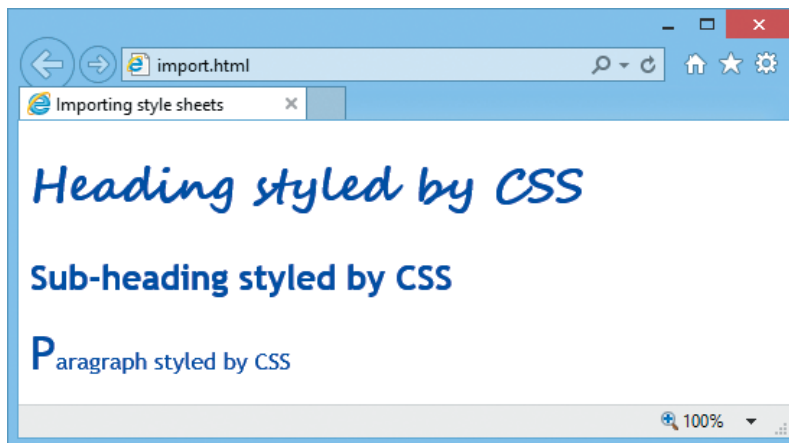 import.html
Importing style sheets
Heading styled by CSS
Sub-heading styled by CSS
Paragraph styled by CSS
100%